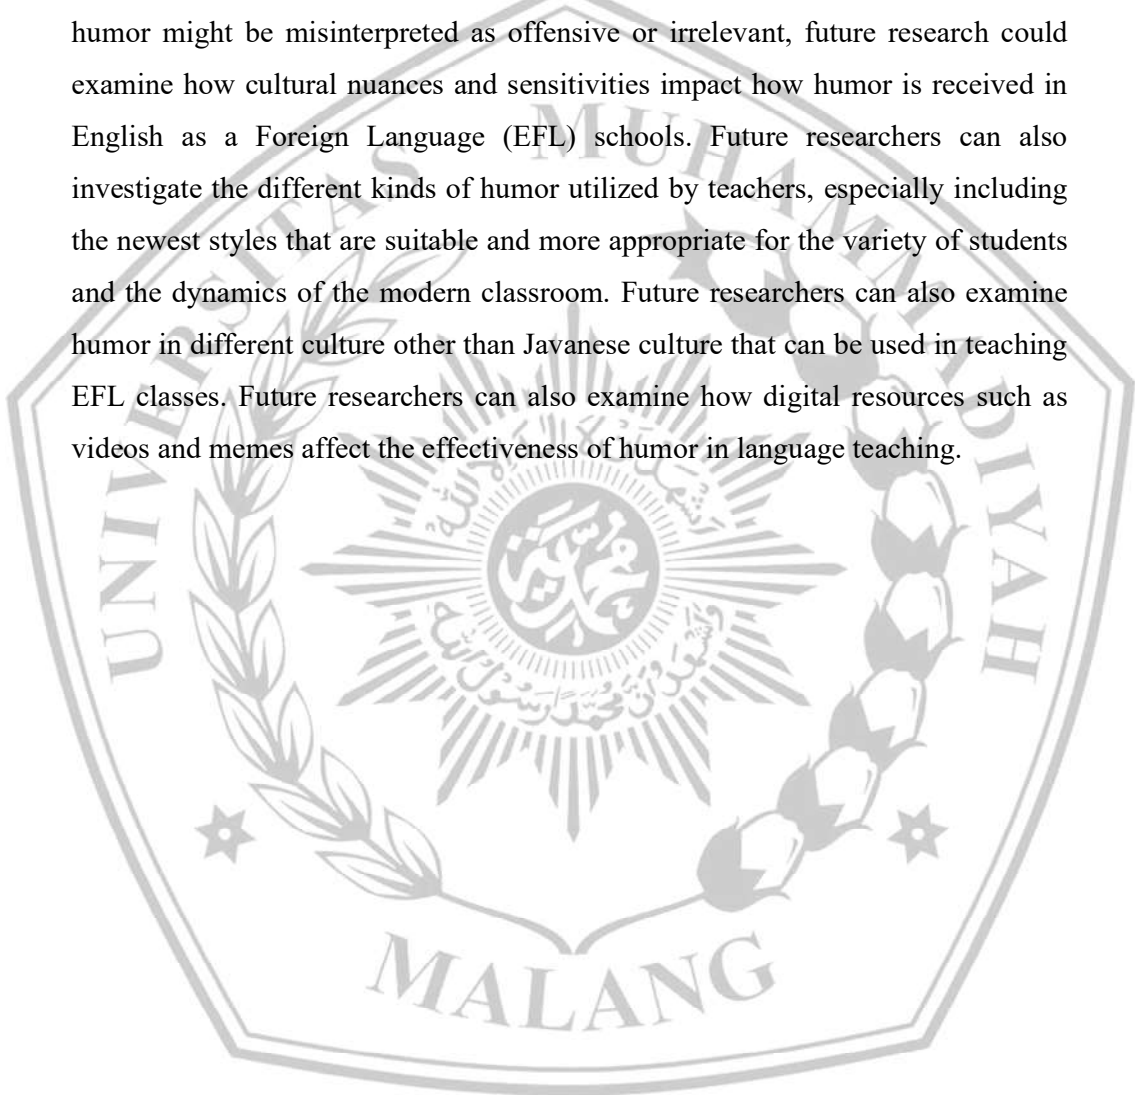 humor might be misinterpreted as offensive or irrelevant, future research could
examine how cultural nuances and sensitivities impact how humor is received in
English as a Foreign Language (EFL) schools. Future researchers can also
investigate the different kinds of humor utilized by teachers, especially including
the newest styles that are suitable and more appropriate for the variety of students
and the dynamics of the modern classroom. Future researchers can also examine
humor in different culture other than Javanese culture that can be used in teaching
EFL classes. Future researchers can also examine how digital resources such as
videos and memes affect the effectiveness of humor in language teaching.
UNIVERSITAS MUHAMMADIYAH
MALANG